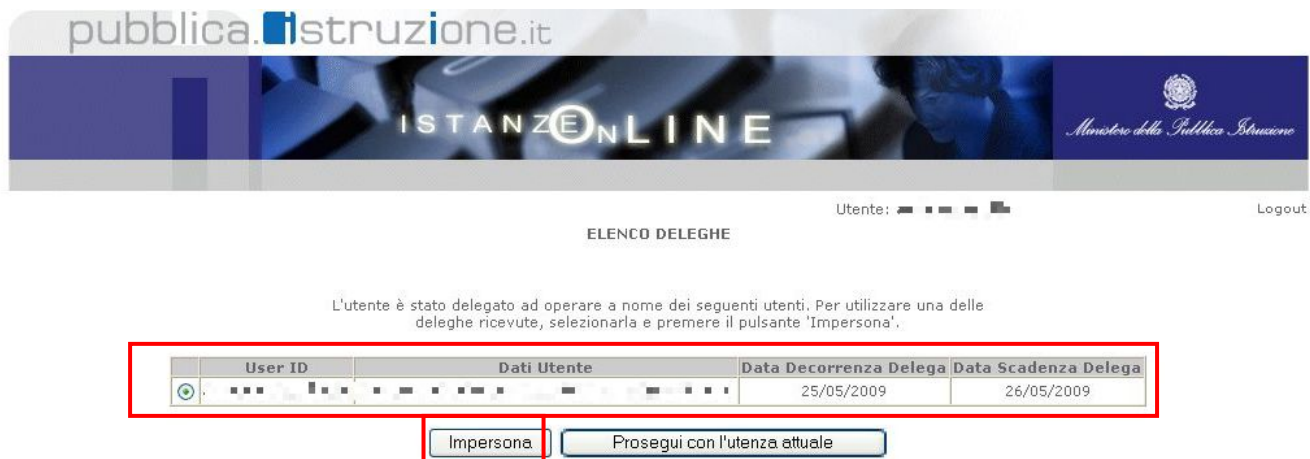 pubblica.istruzione.it
ISTANZE ONLINE
Ministero della Pubblica Istruzione
Utente: Logout
ELENCO DELEGHE
L'utente è stato delegato ad operare a nome dei seguenti utenti. Per utilizzare una delle
deleghe ricevute, selezionarla e premere il pulsante 'Impersona'.
User ID Dati Utente Data Decorrenza Delega Data Scadenza Delega
25/05/2009 26/05/2009
Impersona Prosegui con l'utenza attuale